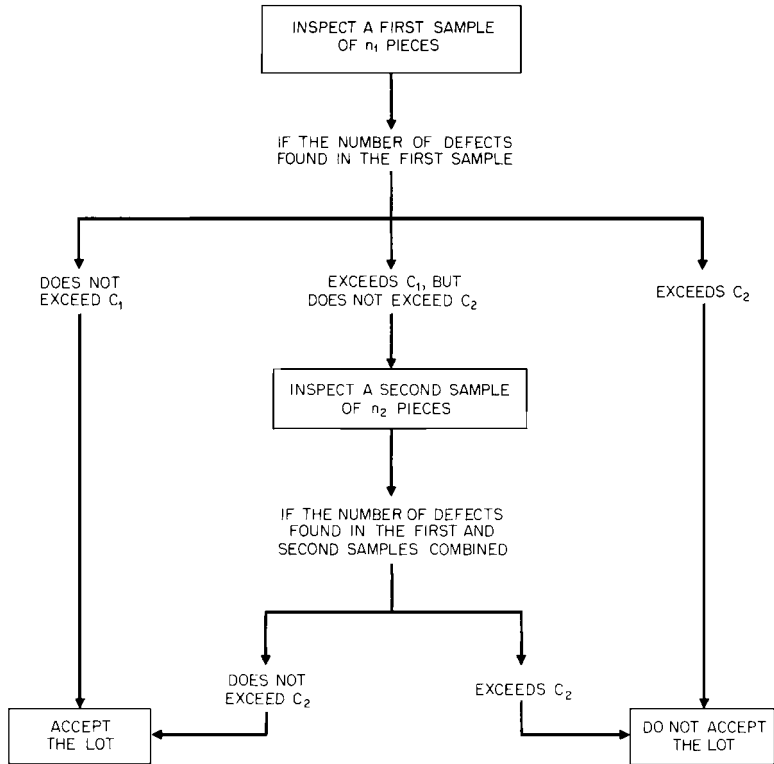 INSPECT A FIRST SAMPLE
OF n₁ PIECES
IF THE NUMBER OF DEFECTS
FOUND IN THE FIRST SAMPLE
DOES NOT
EXCEED C₁
EXCEEDS C₁, BUT
DOES NOT EXCEED C₂
EXCEEDS C₂
INSPECT A SECOND SAMPLE
OF n₂ PIECES
IF THE NUMBER OF DEFECTS
FOUND IN THE FIRST AND
SECOND SAMPLES COMBINED
DOES NOT
EXCEED C₂
EXCEEDS C₂
ACCEPT
THE LOT
DO NOT ACCEPT
THE LOT